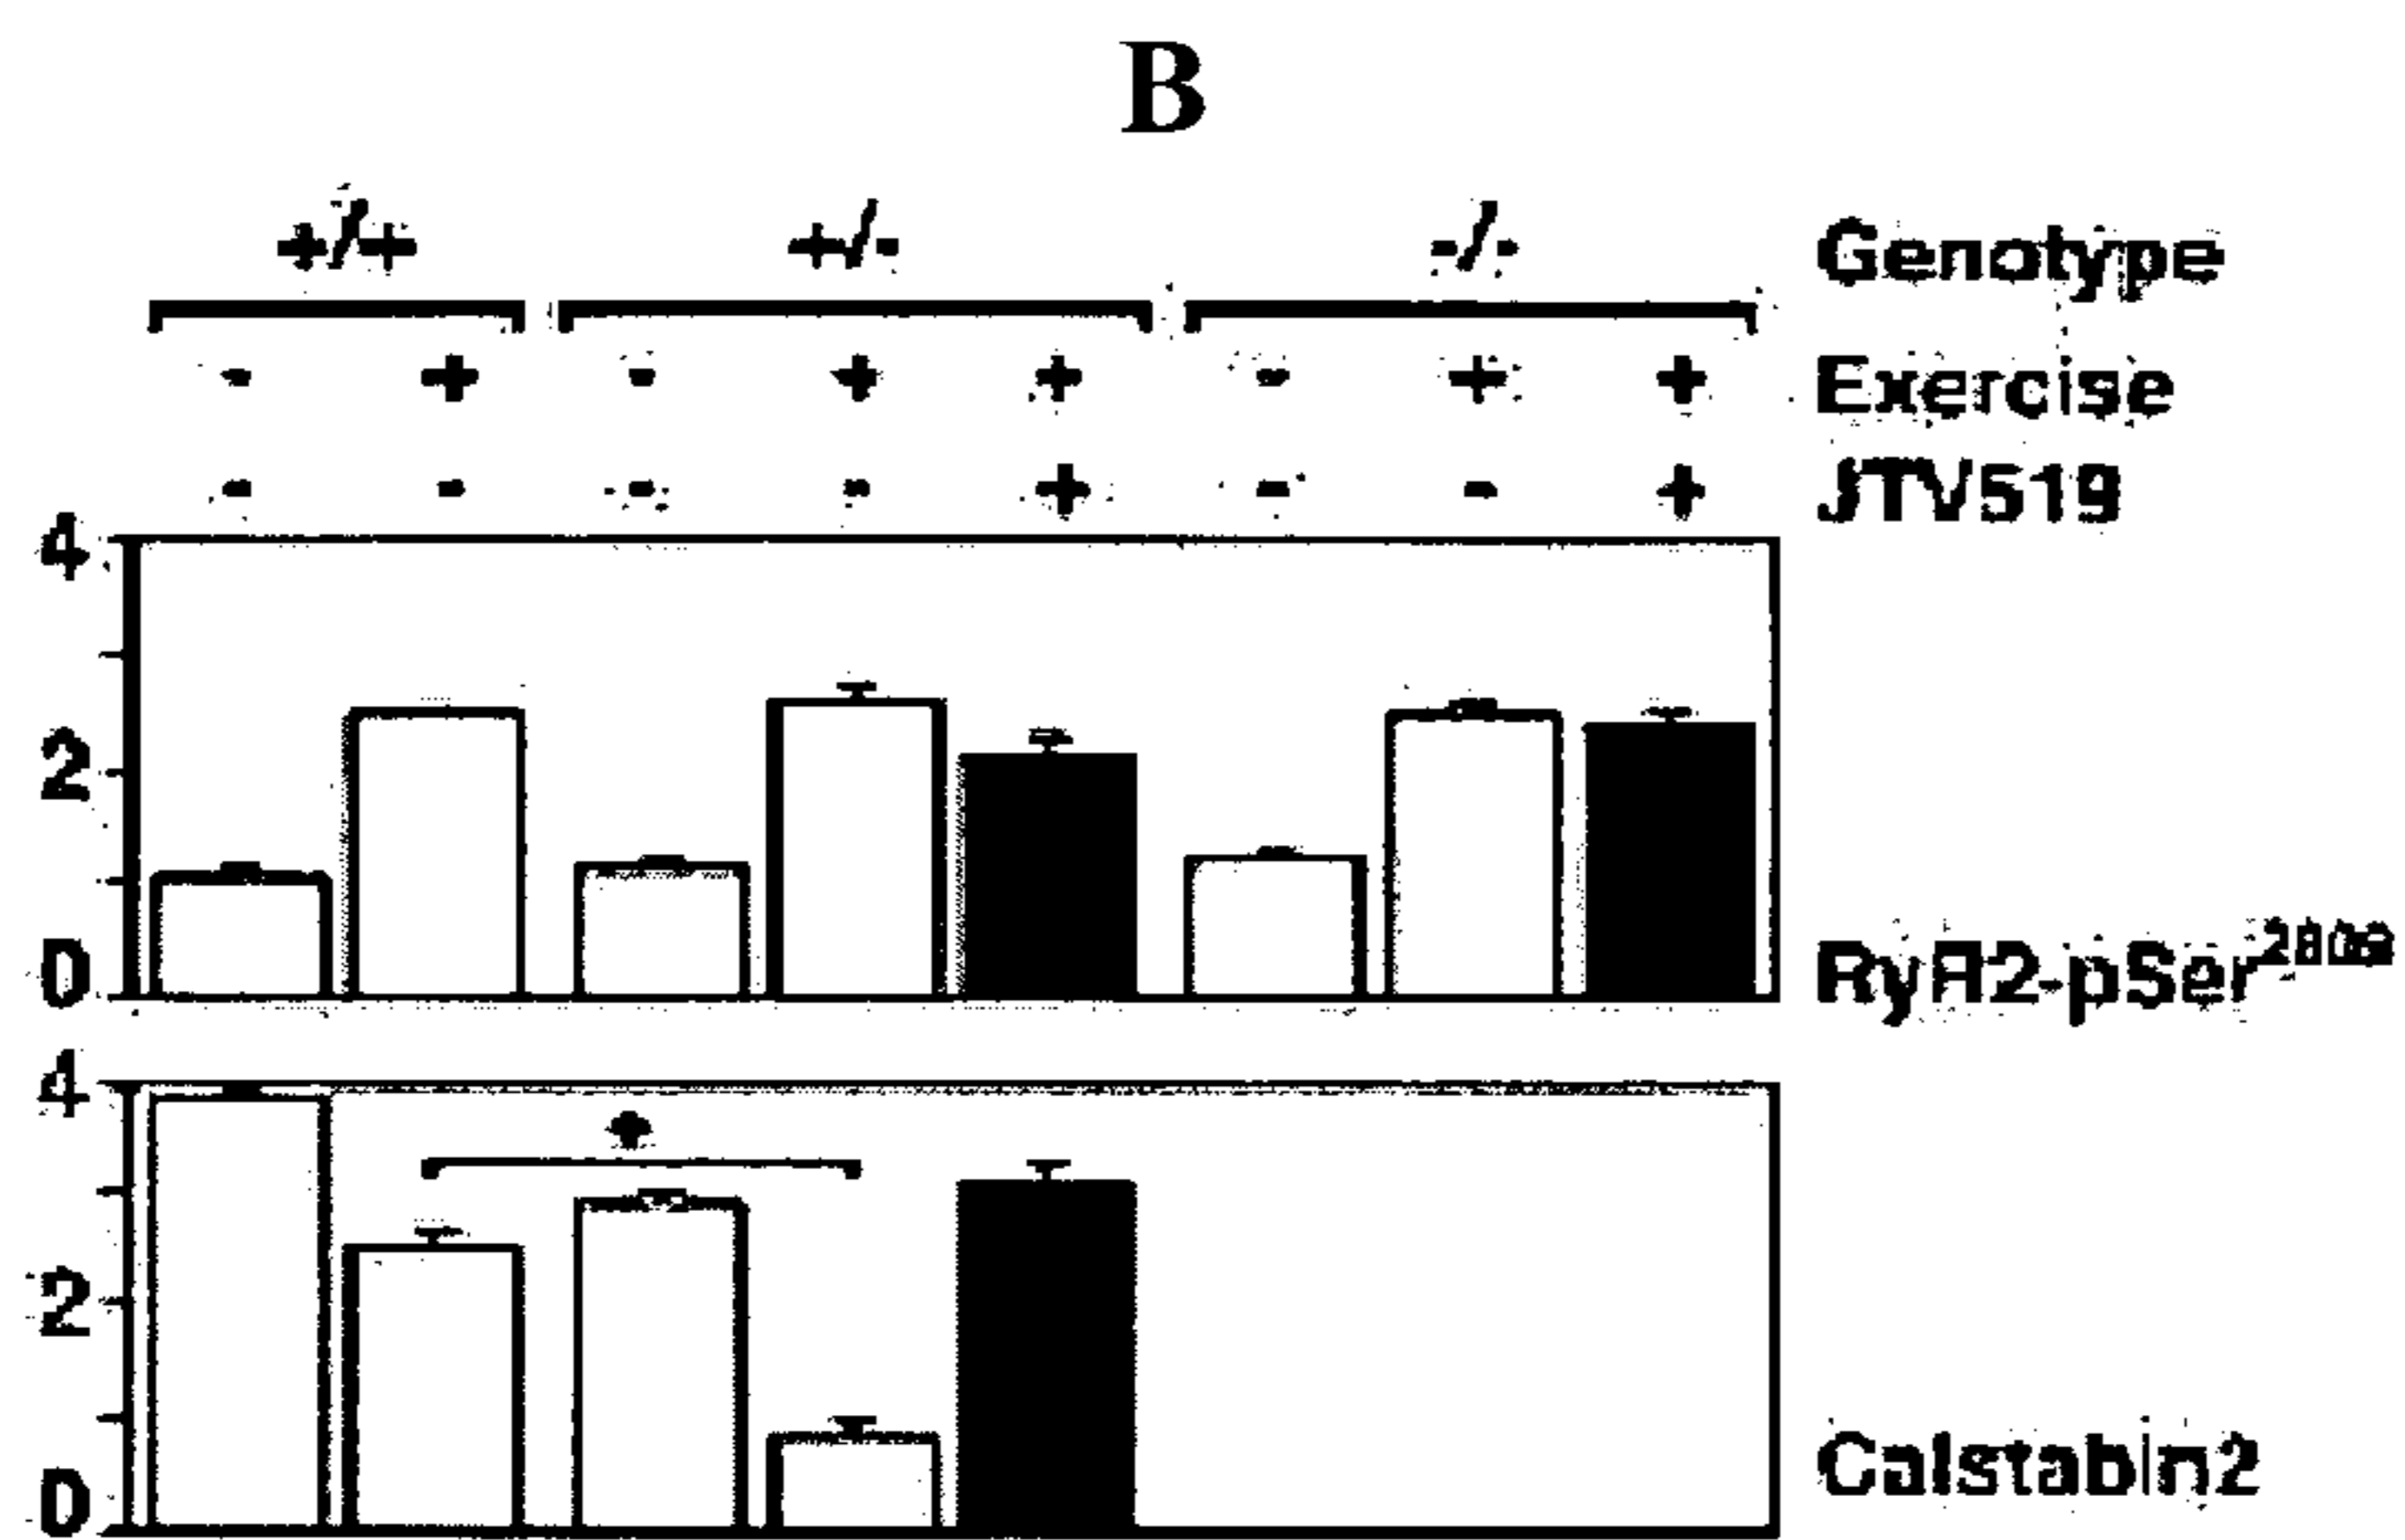 B
+/+ +/- -/- Genotype
- + - + + - + + Exercise
- - - - + - - + JTV519
4
2
0
RyR2-pSer
4
2
0
Calstabin2